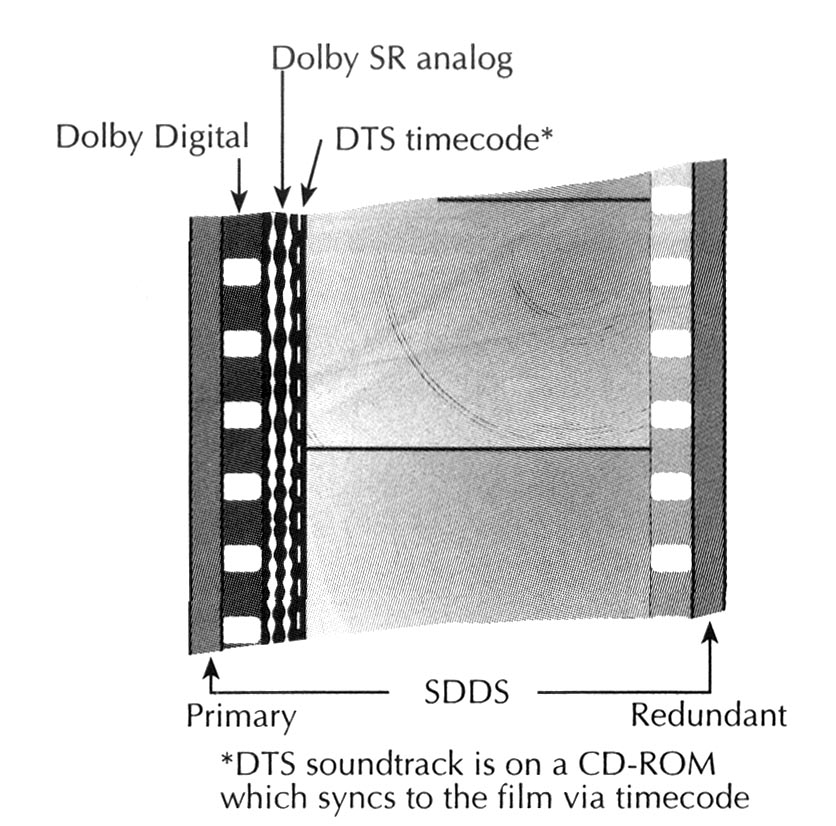 Dolby SR analog
Dolby Digital
DTS timecode*
SDDS
Primary
Redundant
*DTS soundtrack is on a CD-ROM
which syncs to the film via timecode